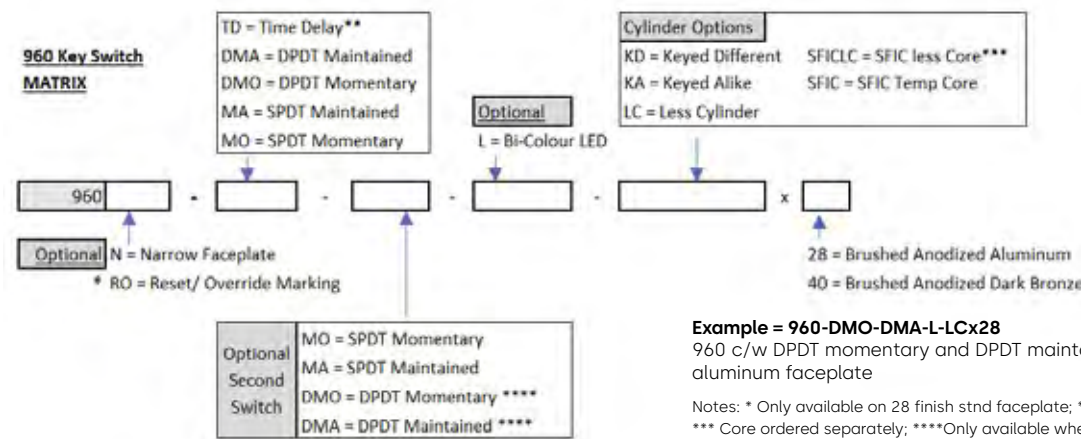 960 Key Switch
MATRIX
TD = Time Delay**
DMA = DPDT Maintained
DMO = DPDT Momentary
MA = SPDT Maintained
MO = SPDT Momentary
Optional
L = Bi-Colour LED
Cylinder Options
KD = Keyed Different SFICLC = SFIC less Core***
KA = Keyed Alike SFIC = SFIC Temp Core
LC = Less Cylinder
960 - - - - x
Optional N = Narrow Faceplate
* RO = Reset/ Override Marking
28 = Brushed Anodized Aluminum
40 = Brushed Anodized Dark Bronze
Optional Second Switch
MO = SPDT Momentary
MA = SPDT Maintained
DMO = DPDT Momentary ****
DMA = DPDT Maintained ****
Example = 960-DMO-DMA-L-LCx28
960 c/w DPDT momentary and DPDT
aluminum faceplate
Notes: * Only available on 28 finish stnd faceplate;
*** Core ordered separately; ****Only available